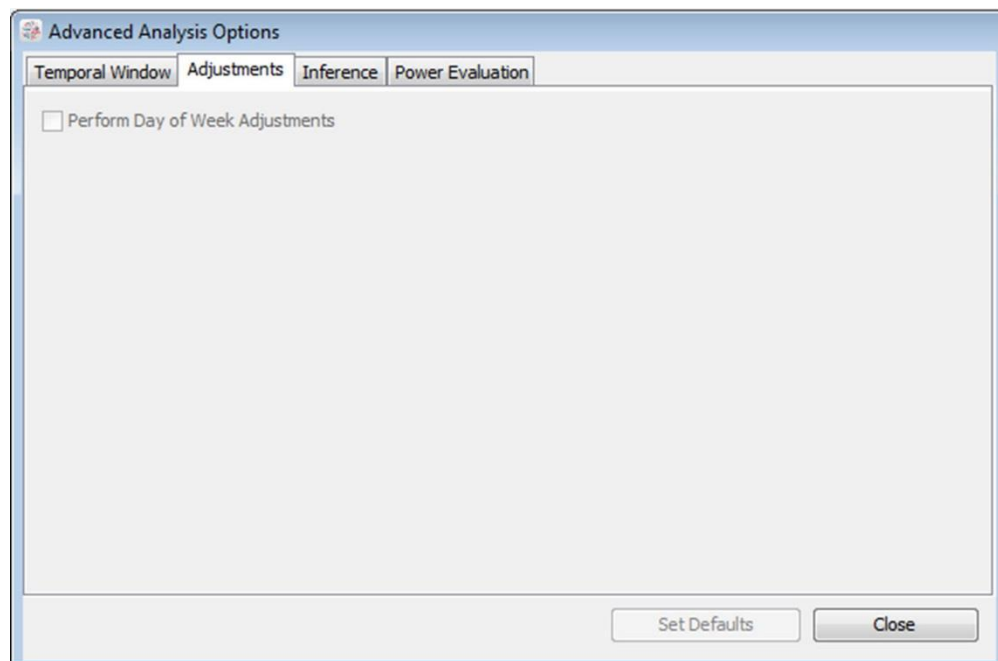 Advanced Analysis Options
Temporal Window Adjustments Inference Power Evaluation
Perform Day of Week Adjustments
Set Defaults Close